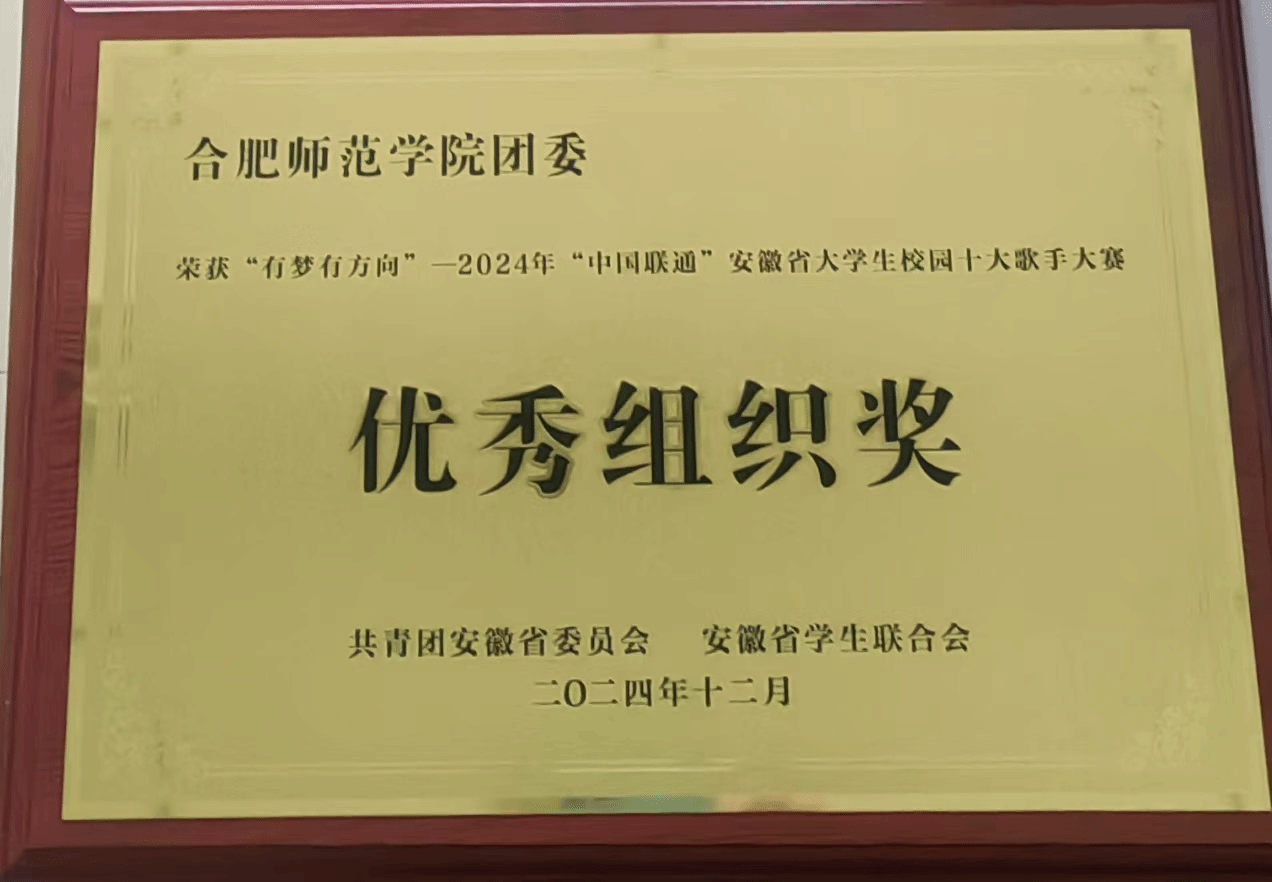 合肥师范学院团委
荣获“有梦有方向”—2024年“中国联通”安徽省大学生校园十大歌手大赛
优秀组织奖
共青团安徽省委员会 安徽省学生联合会
二〇二四年十二月